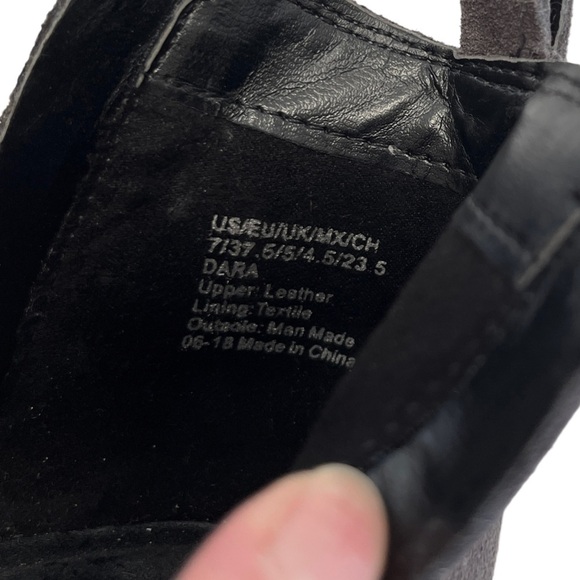 US/EU/UK/MX/CH
7/37.5/5/4.5/23.5
DARA
Upper: Leather
Lining: Textile
Outsole: Man Made
06-18 Made in China